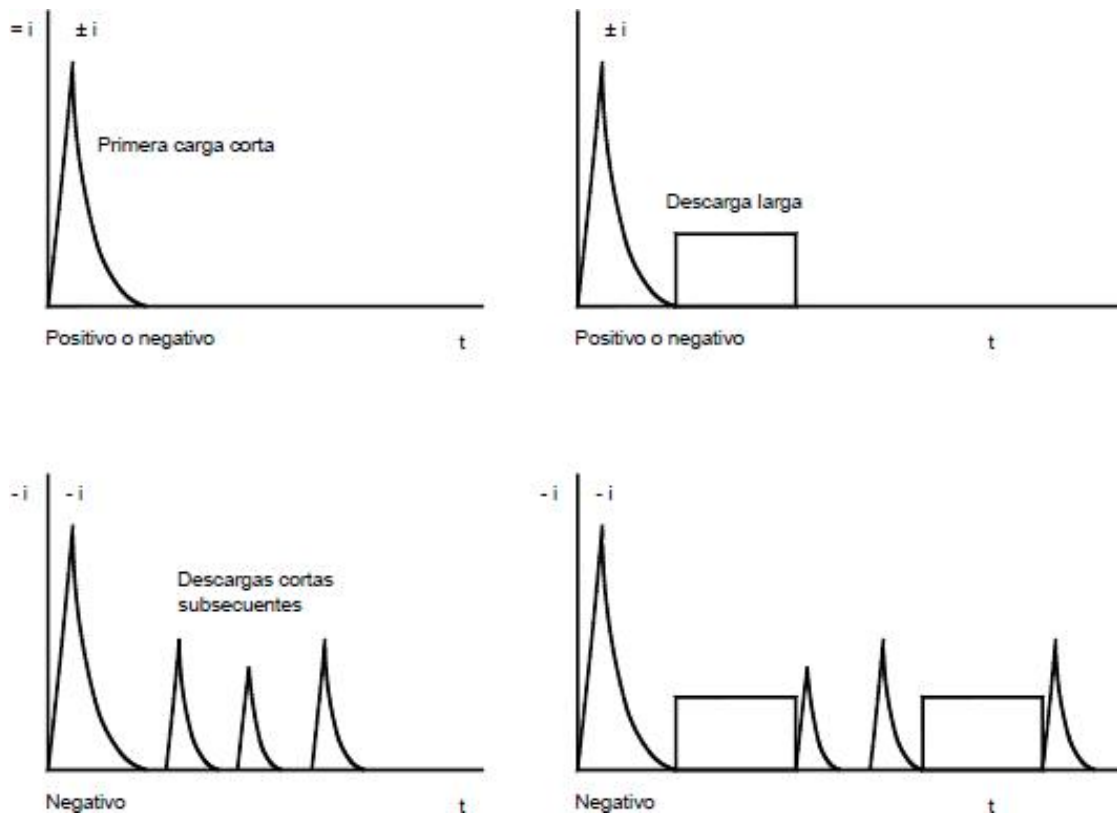 = i
± i
Primera carga corta
Positivo o negativo
t
± i
Descarga larga
Positivo o negativo
t
- i
- i
Descargas cortas
subsecuentes
Negativo
t
- i
- i
Negativo
t